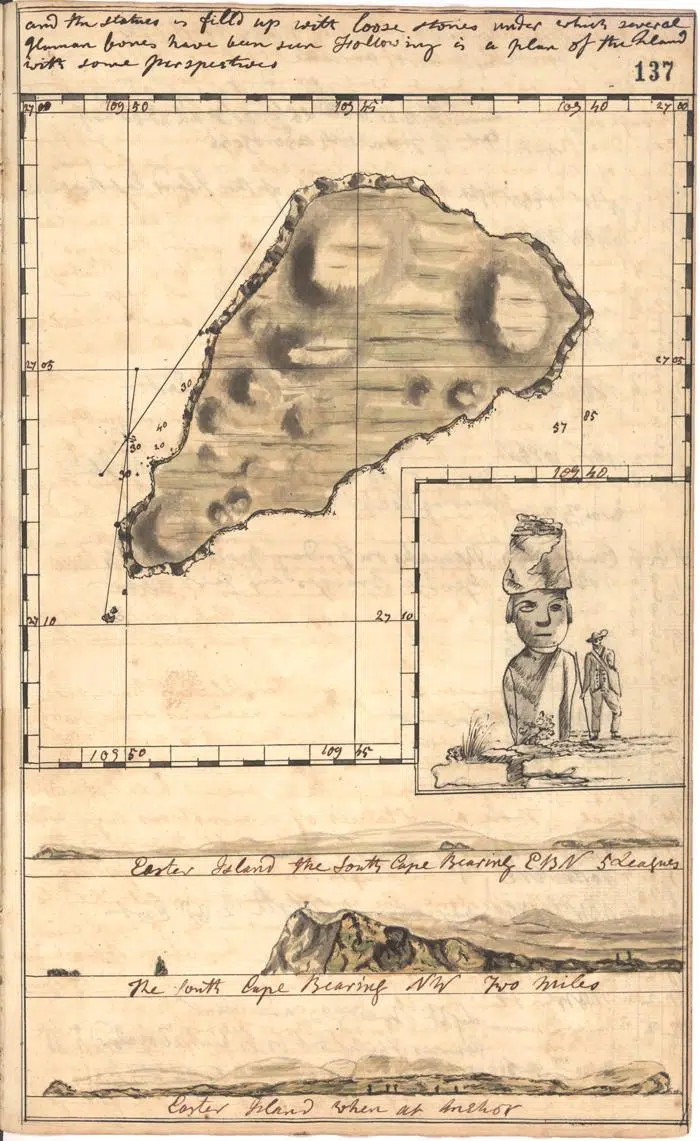 and the statues is filld up with loose stones under which several
Human bones have been seen Following is a plan of the Island
with some perspectives
137
27 00 109 50 109 45 109 40 27 00
27 05 27 05
30
40
30 20
30
57 85
109 40
27 10 27 10
109 50 109 45
Easter Island the South Cape Bearing EBN 5 Leagues
The South Cape Bearing NW Two Miles
Easter Island when at Anchor